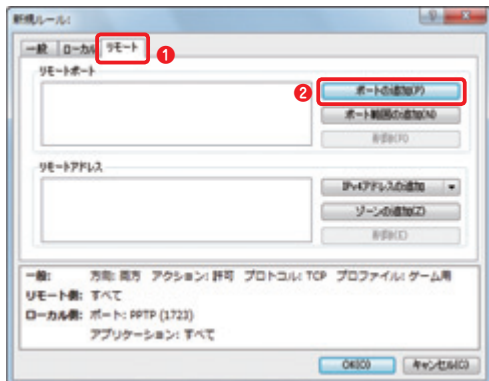 新規ルール:
一般 ローカル リモート ❶
リモートポート
❷ ポートの追加(P)
ポート範囲の追加(N)
削除(R)
リモートアドレス
IPv4アドレスの追加
ゾーンの追加(Z)
削除(E)
一般: 方向: 両方 アクション: 許可 プロトコル: TCP プロファイル: ゲーム用
リモート側: すべて
ローカル側: ポート: PPTP (1723)
アプリケーション: すべて
OK(O) キャンセル(C)